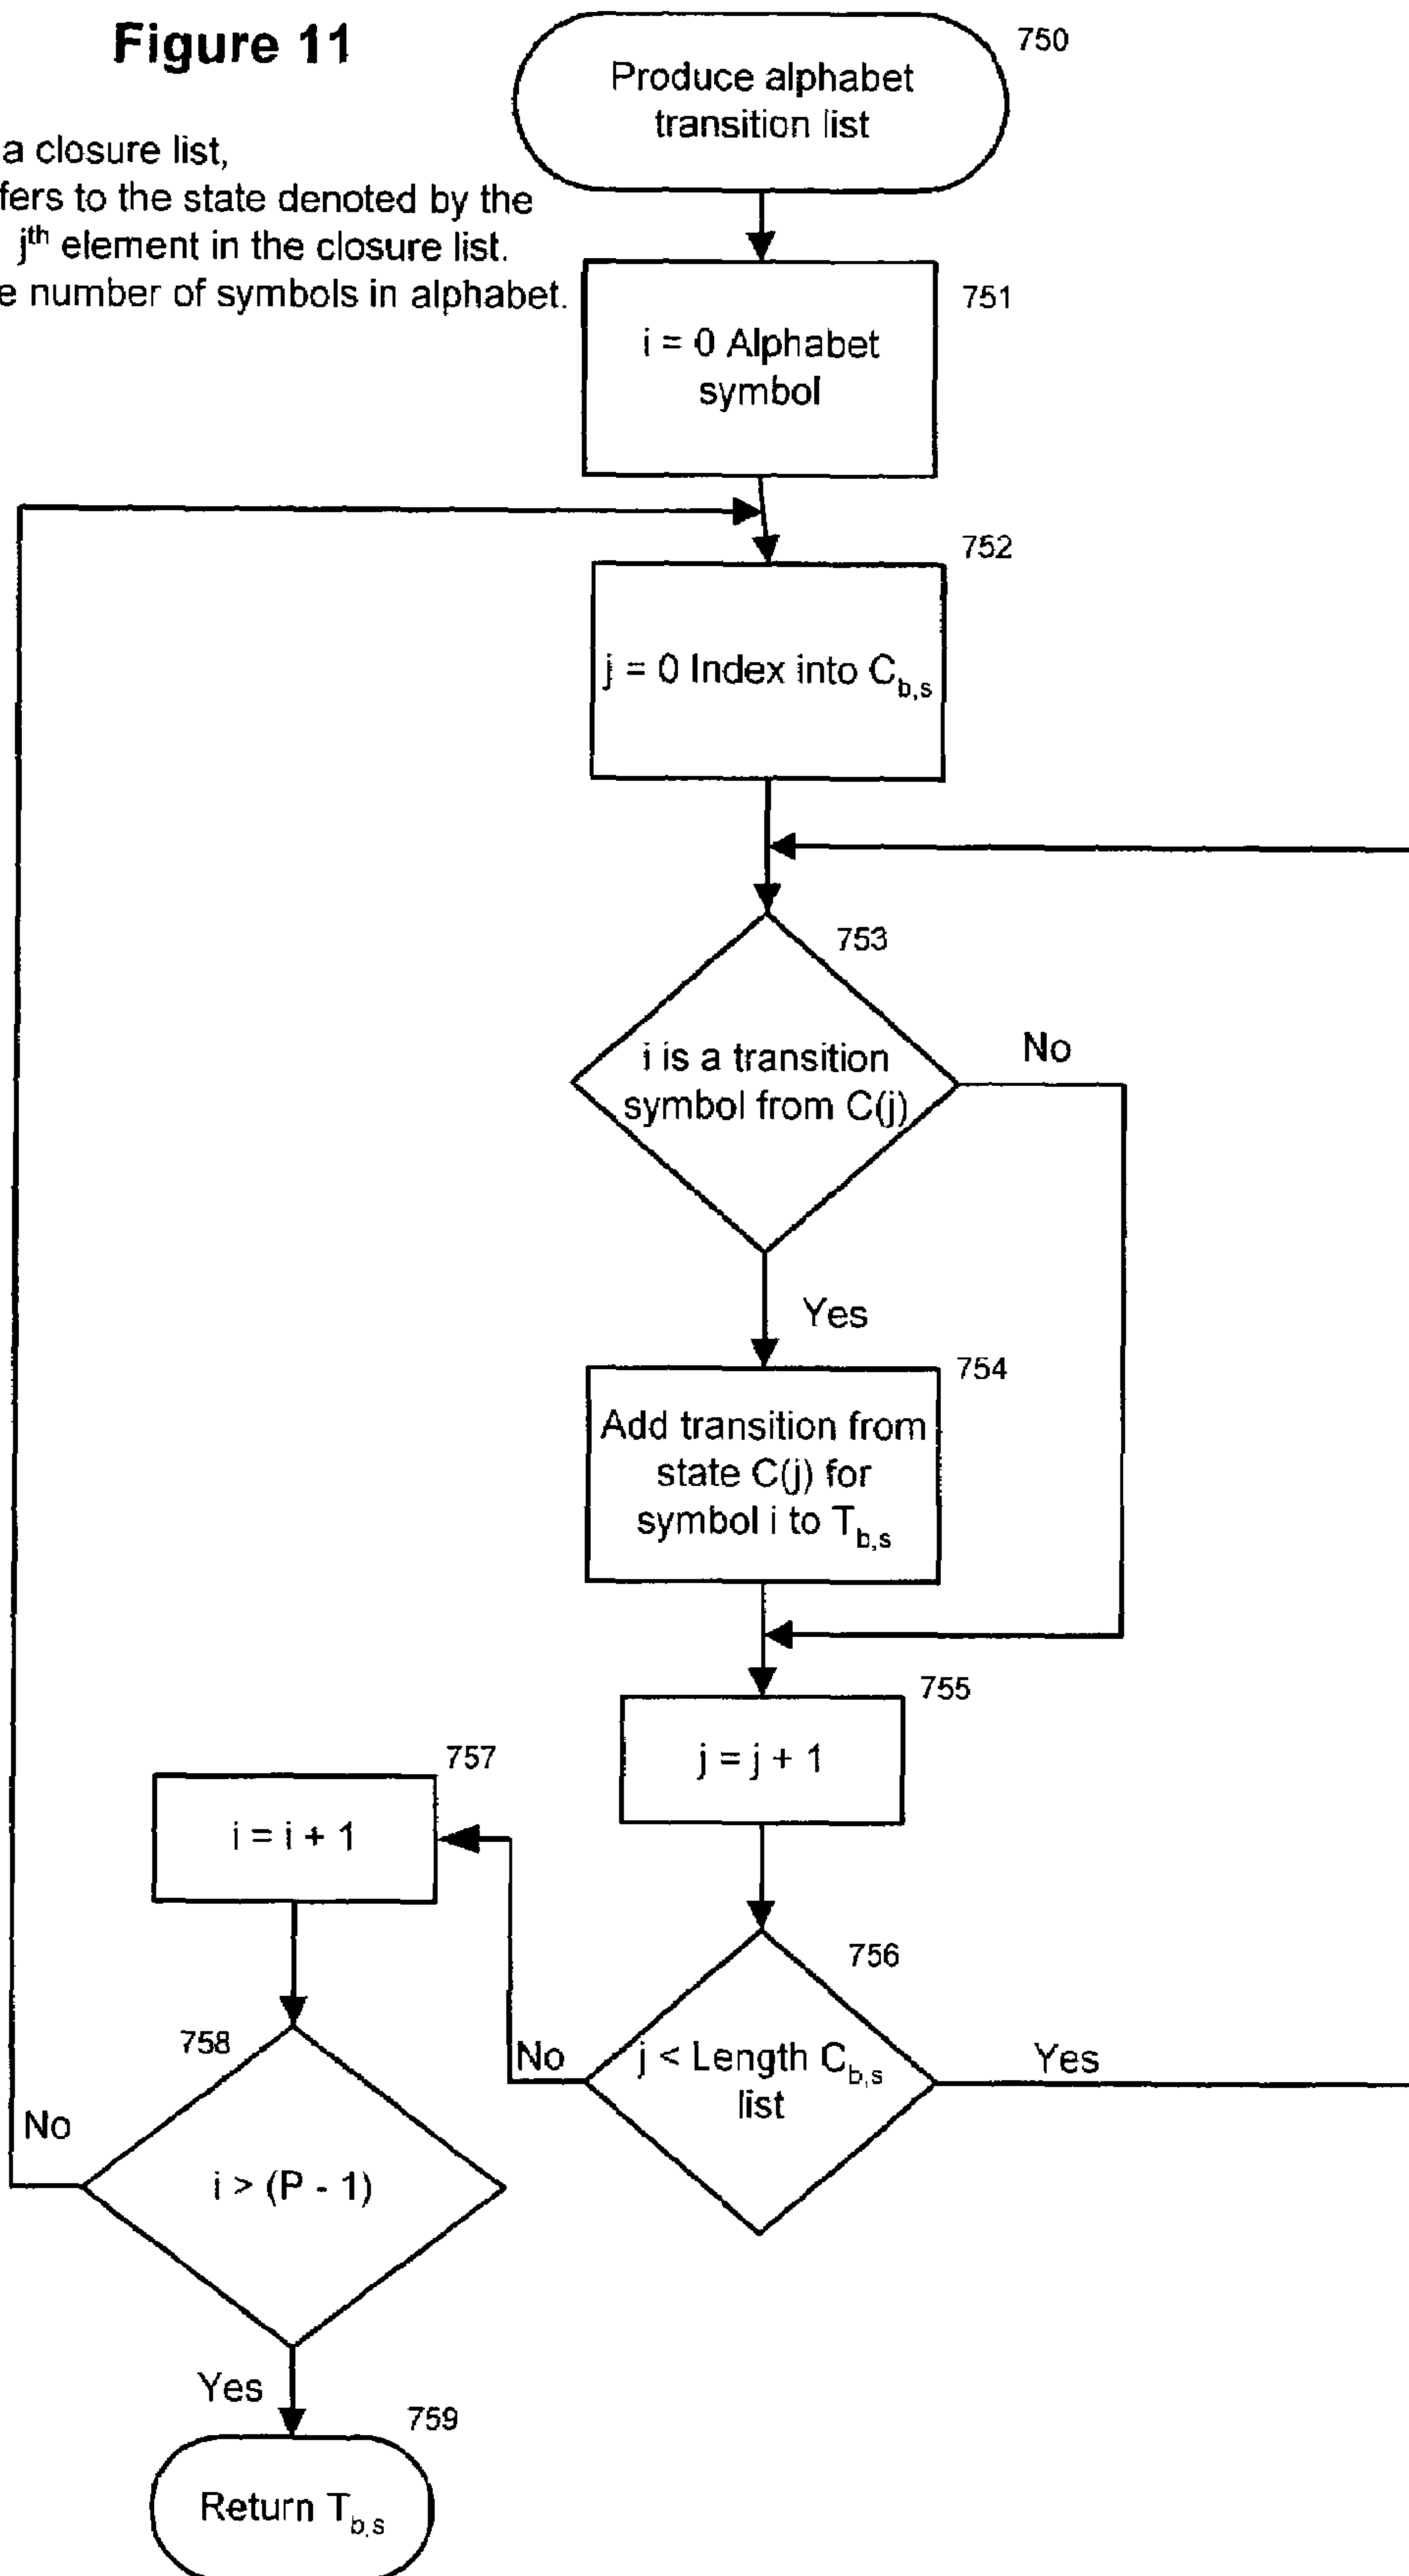 Figure 11
a closure list,
fers to the state denoted by the
jth element in the closure list.
e number of symbols in alphabet.
750
Produce alphabet
transition list
751
i = 0 Alphabet
symbol
752
j = 0 Index into Cb,s
753
i is a transition
symbol from C(j)
No
Yes
754
Add transition from
state C(j) for
symbol i to Tb,s
755
j = j + 1
757
i = i + 1
756
j < Length Cb,s
list
No
Yes
758
i > (P - 1)
No
Yes
759
Return Tb,s